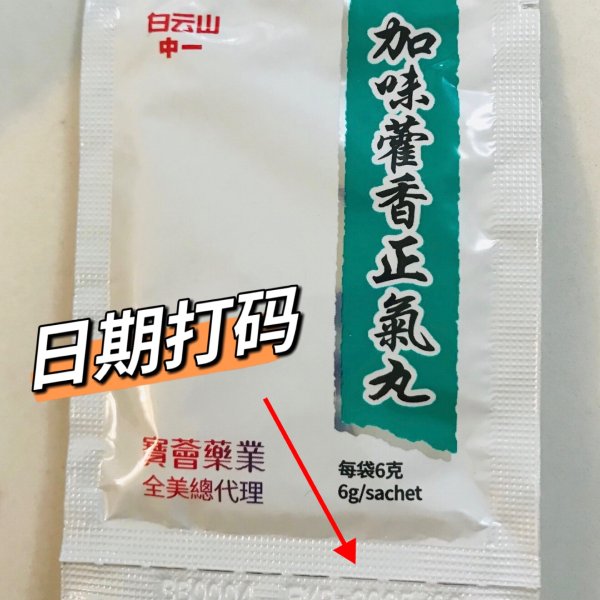 白云山
中一
加味藿香正氣丸
日期打码
寶薈藥業
全美總代理
每袋6克
6g/sachet